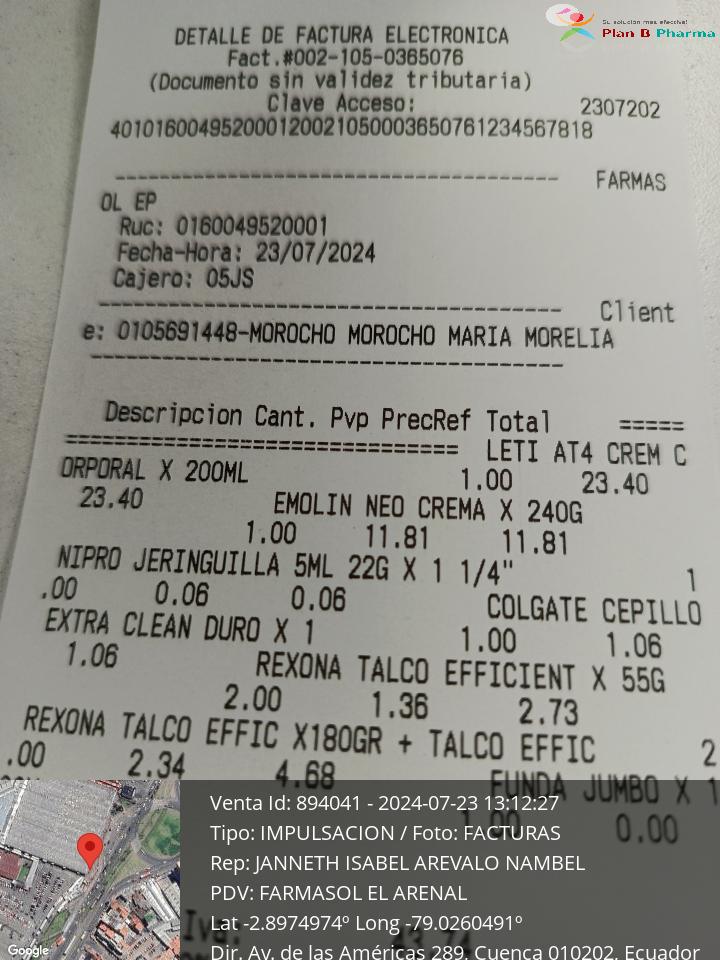 Su solución más efectiva!
Plan B Pharma
DETALLE DE FACTURA ELECTRONICA
Fact.#002-105-0365076
(Documento sin validez tributaria)
Clave Acceso: 2307202
401016004952000120021050003650761234567818
------------------------------------ FARMAS
OL EP
Ruc: 0160049520001
Fecha-Hora: 23/07/2024
Cajero: 05JS
------------------------------------ Client
e: 0105691448-MOROCHO MOROCHO MARIA MORELIA
------------------------------------
Descripcion Cant. Pvp PrecRef Total =====
=============================== LETI AT4 CREM C
ORPORAL X 200ML 1.00 23.40
23.40 EMOLIN NEO CREMA X 240G
1.00 11.81 11.81
NIPRO JERINGUILLA 5ML 22G X 1 1/4" 1
.00 0.06 0.06 COLGATE CEPILLO
EXTRA CLEAN DURO X 1 1.00 1.06
1.06 REXONA TALCO EFFICIENT X 55G
2.00 1.36 2.73
REXONA TALCO EFFIC X180GR + TALCO EFFIC 2
.00 2.34 4.68 FUNDA JUMBO X 1
1.00 0.00
Iva:
Venta Id: 894041 - 2024-07-23 13:12:27
Tipo: IMPULSACION / Foto: FACTURAS
Rep: JANNETH ISABEL AREVALO NAMBEL
PDV: FARMASOL EL ARENAL
Lat -2.8974974º Long -79.0260491º
Dir. Av. de las Américas 289, Cuenca 010202, Ecuador
Google